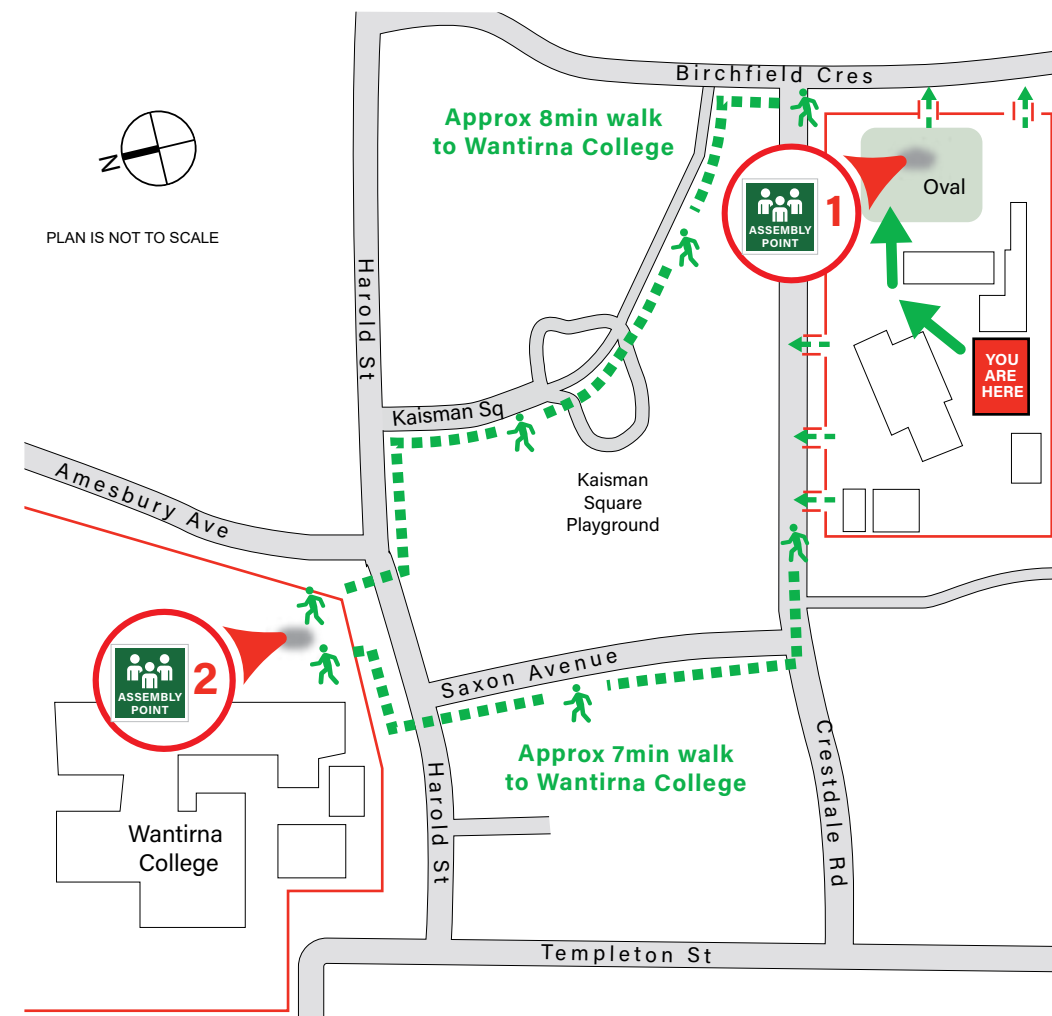 Birchfield Cres
Approx 8min walk
to Wantirna College
N
PLAN IS NOT TO SCALE
ASSEMBLY
POINT
1
Oval
Harold St
YOU
ARE
HERE
Kaisman Sq
Kaisman
Square
Playground
Amesbury Ave
ASSEMBLY
POINT
2
Saxon Avenue
Approx 7min walk
to Wantirna College
Crestdale Rd
Harold St
Wantirna
College
Templeton St